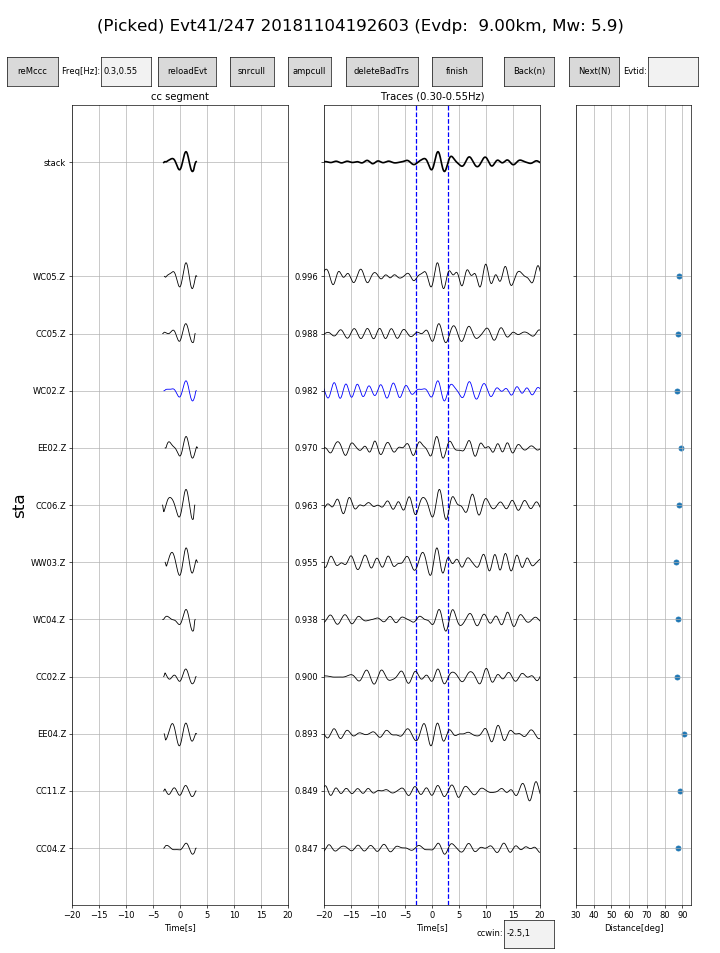 (Picked) Evt41/247 20181104192603 (Evdp:  9.00km, Mw: 5.9)
reMccc Freq[Hz]: 0.3,0.55 reloadEvt snrcull ampcull deleteBadTrs finish Back(n) Next(N) Evtid:
cc segment Traces (0.30-0.55Hz)
stack
WC05.Z 0.996
CC05.Z 0.988
WC02.Z 0.982
EE02.Z 0.970
CC06.Z 0.963
WW03.Z 0.955
WC04.Z 0.938
CC02.Z 0.900
EE04.Z 0.893
CC11.Z 0.849
CC04.Z 0.847
sta
−20 −15 −10 −5 0 5 10 15 20 −20 −15 −10 −5 0 5 10 15 20 30 40 50 60 70 80 90
Time[s] Time[s] Distance[deg]
ccwin: -2.5,1